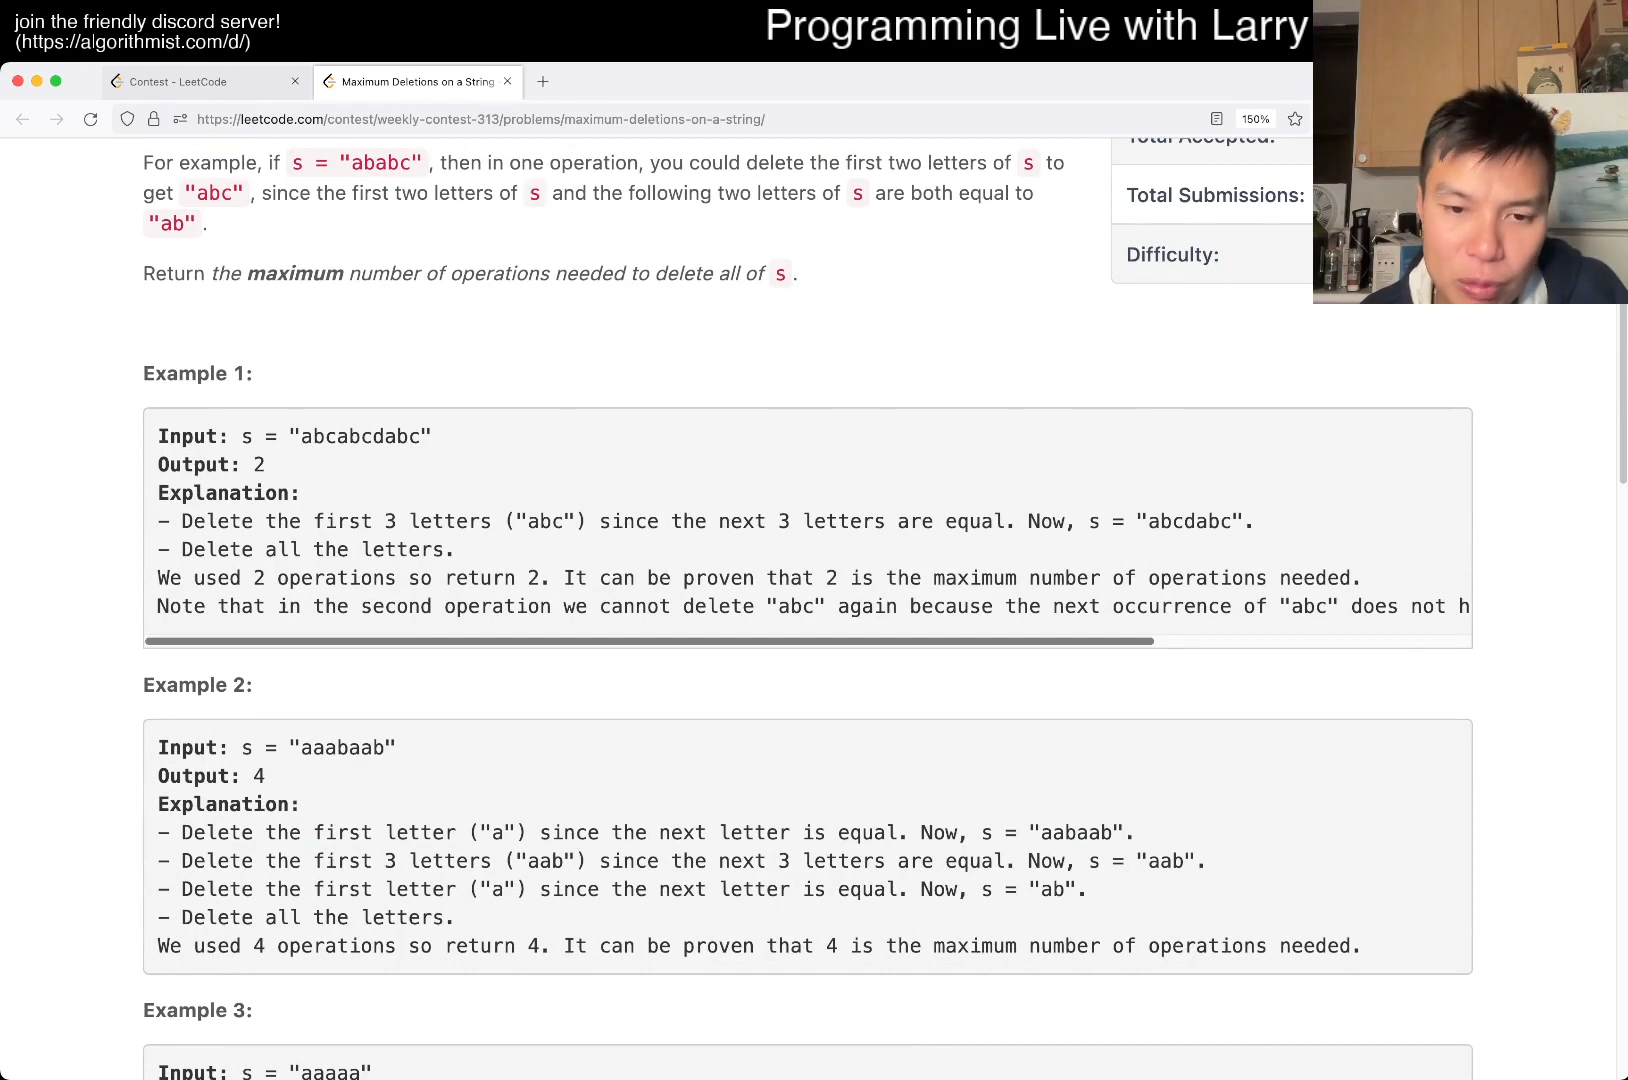 join the friendly discord server!
(https://algorithmist.com/d/)
Programming Live with Larry
Contest - LeetCode
Maximum Deletions on a String
https://leetcode.com/contest/weekly-contest-313/problems/maximum-deletions-on-a-string/
150%
For example, if s = "ababc", then in one operation, you could delete the first two letters of s to
get "abc", since the first two letters of s and the following two letters of s are both equal to
"ab".
Return the maximum number of operations needed to delete all of s.
Total Accepted:
Total Submissions:
Difficulty:
Example 1:
Input: s = "abcabcdabc"
Output: 2
Explanation:
- Delete the first 3 letters ("abc") since the next 3 letters are equal. Now, s = "abcdabc".
- Delete all the letters.
We used 2 operations so return 2. It can be proven that 2 is the maximum number of operations needed.
Note that in the second operation we cannot delete "abc" again because the next occurrence of "abc" does not h
Example 2:
Input: s = "aaabaab"
Output: 4
Explanation:
- Delete the first letter ("a") since the next letter is equal. Now, s = "aabaab".
- Delete the first 3 letters ("aab") since the next 3 letters are equal. Now, s = "aab".
- Delete the first letter ("a") since the next letter is equal. Now, s = "ab".
- Delete all the letters.
We used 4 operations so return 4. It can be proven that 4 is the maximum number of operations needed.
Example 3:
Input: s = "aaaaa"